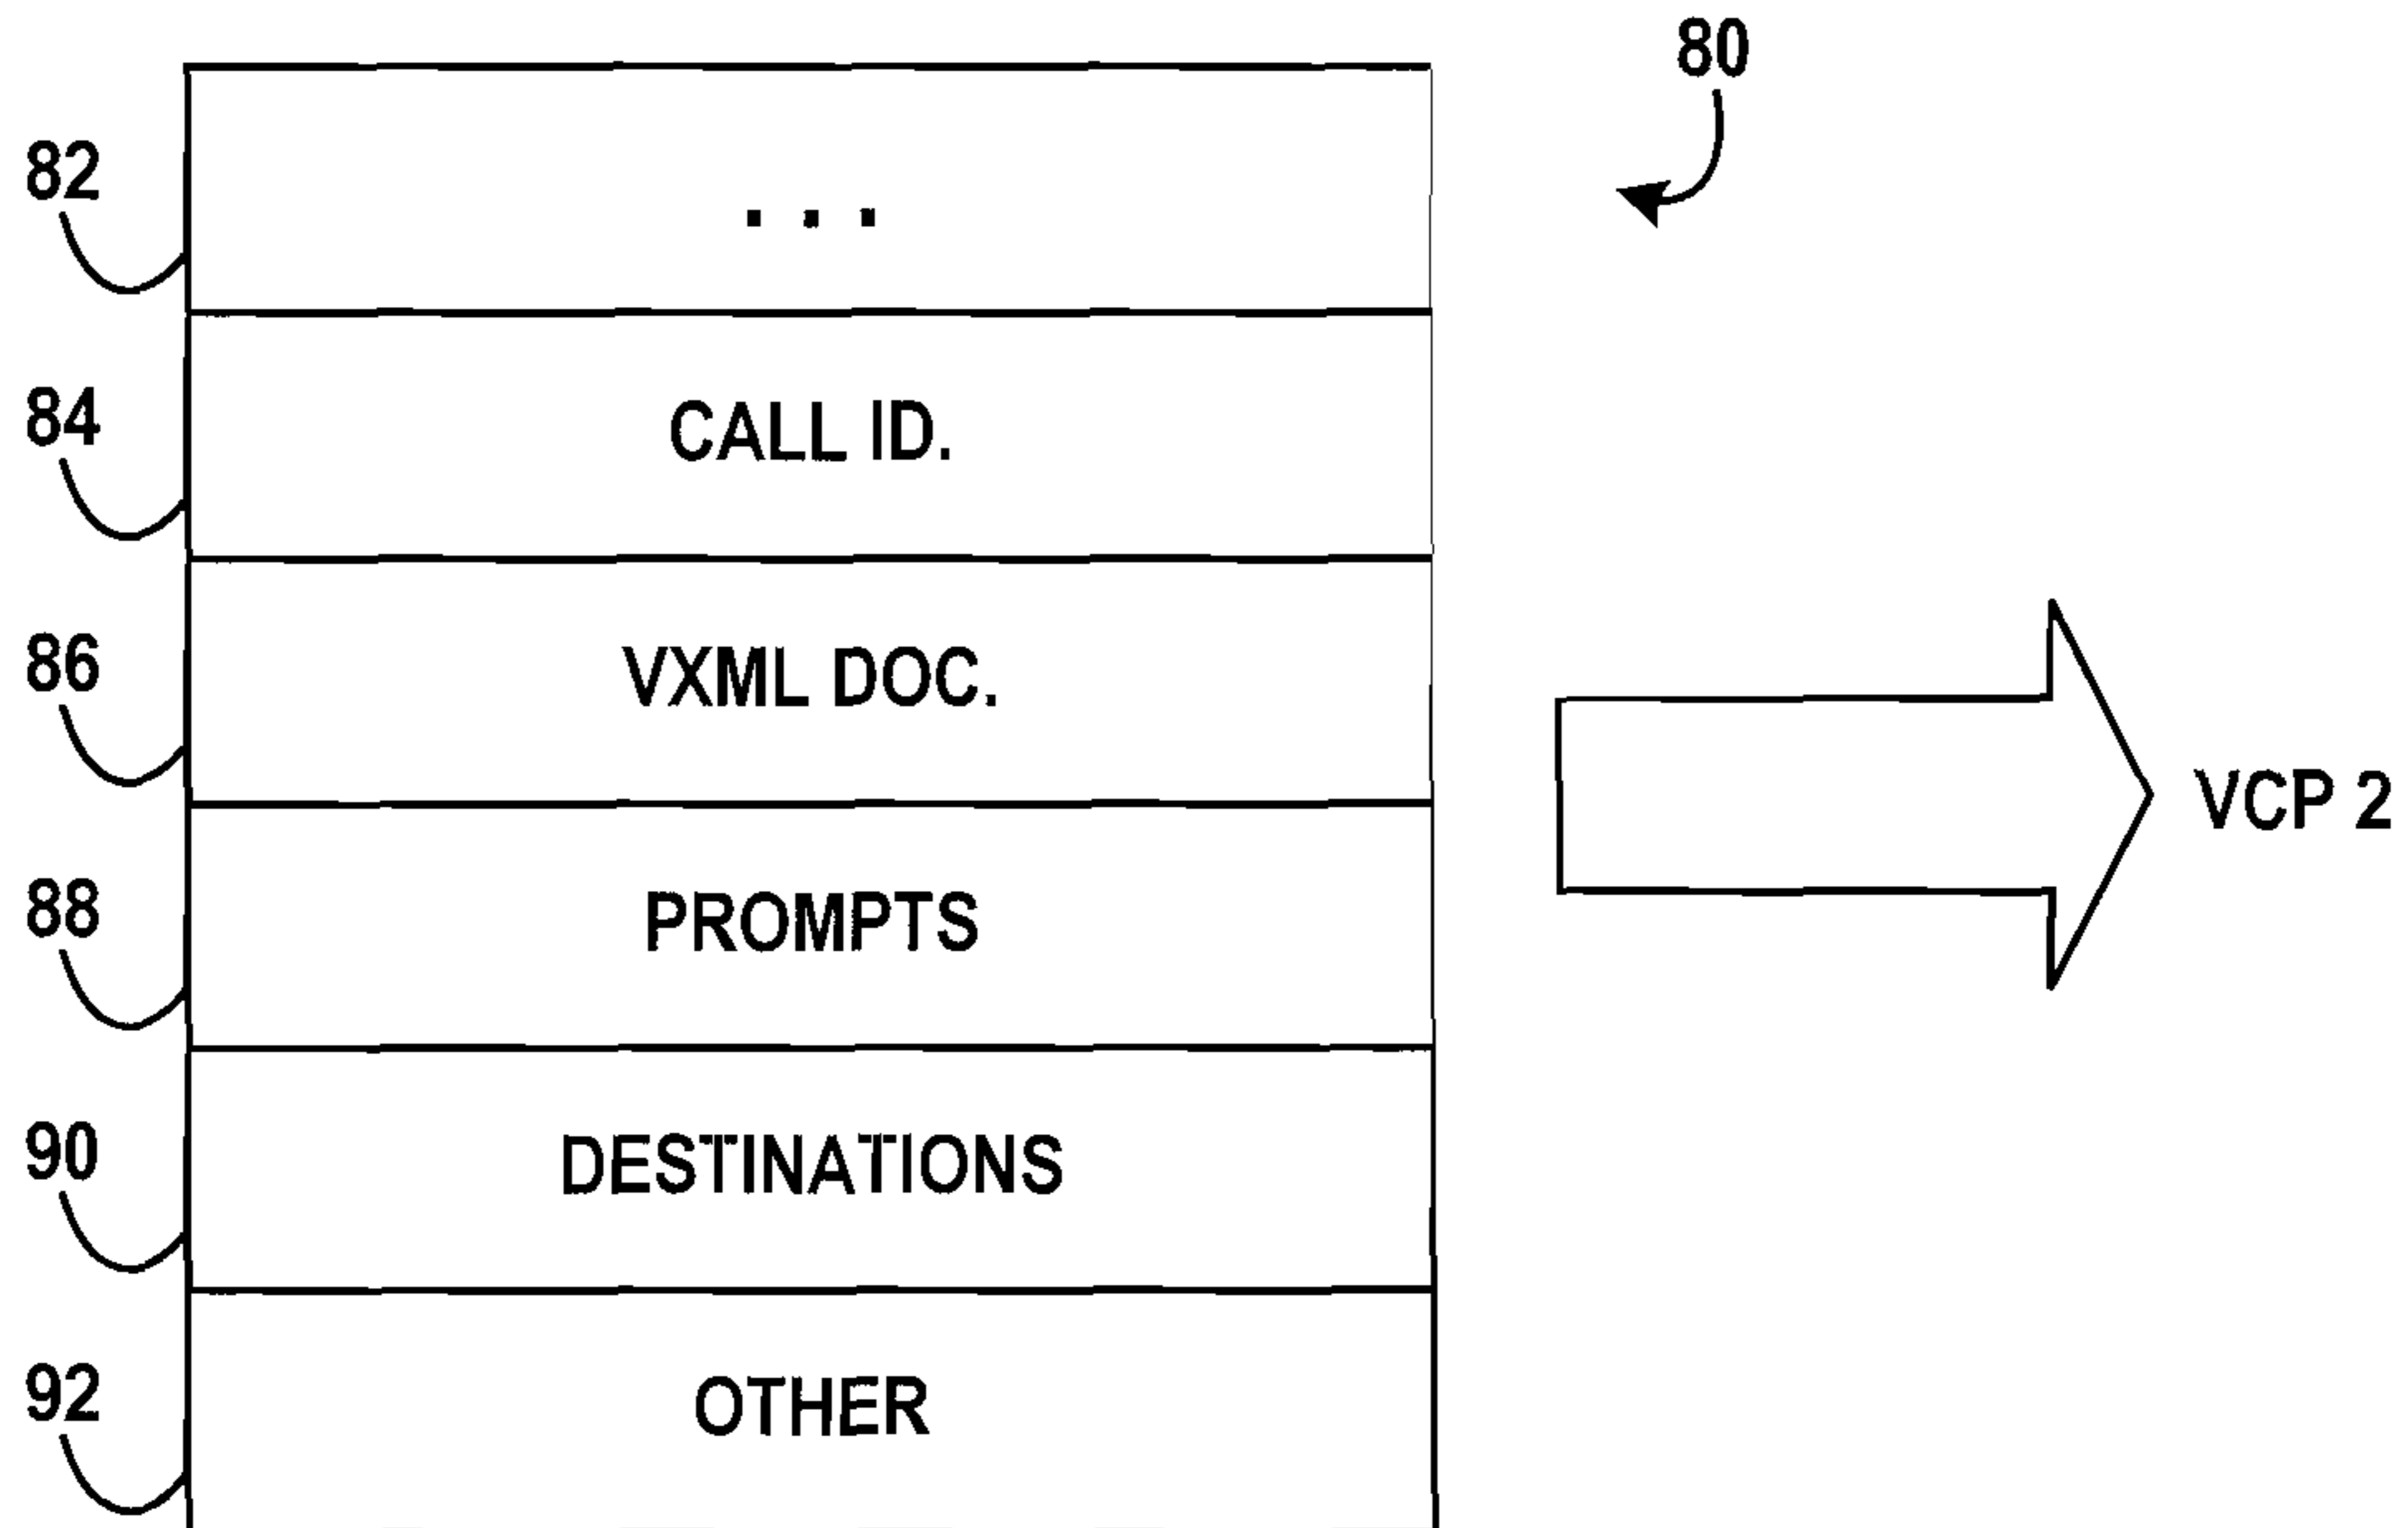 80
82
. . .
84
CALL ID.
86
VXML DOC.
88
PROMPTS
VCP 2
90
DESTINATIONS
92
OTHER